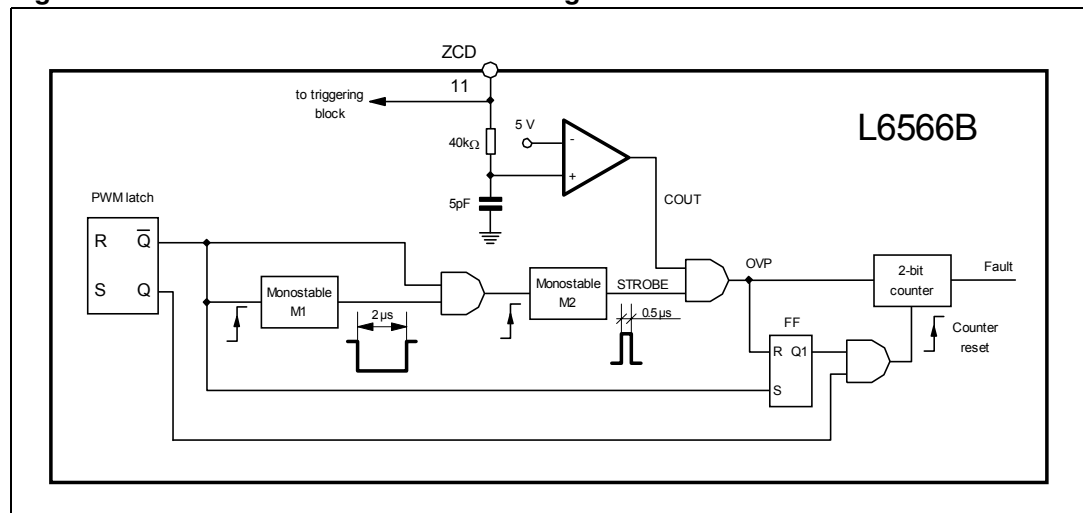 ZCD
11
to triggering
block
L6566B
5 V
-
40kΩ
+
5pF
COUT
PWM latch
R Q̅
S Q
Monostable
M1
2 µs
Monostable
M2
STROBE
0.5 µs
OVP
2-bit
counter
Fault
FF
R Q1
S
Counter
reset